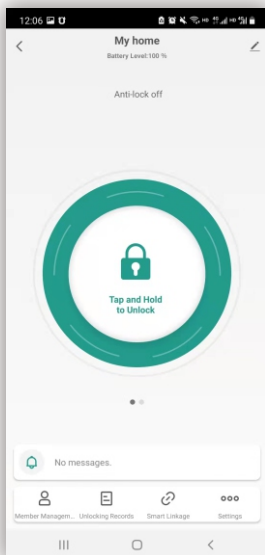 12:06
My home
Battery Level:100 %
Anti-lock off
Tap and Hold
to Unlock
No messages.
Member Managem... Unlocking Records Smart Linkage Settings